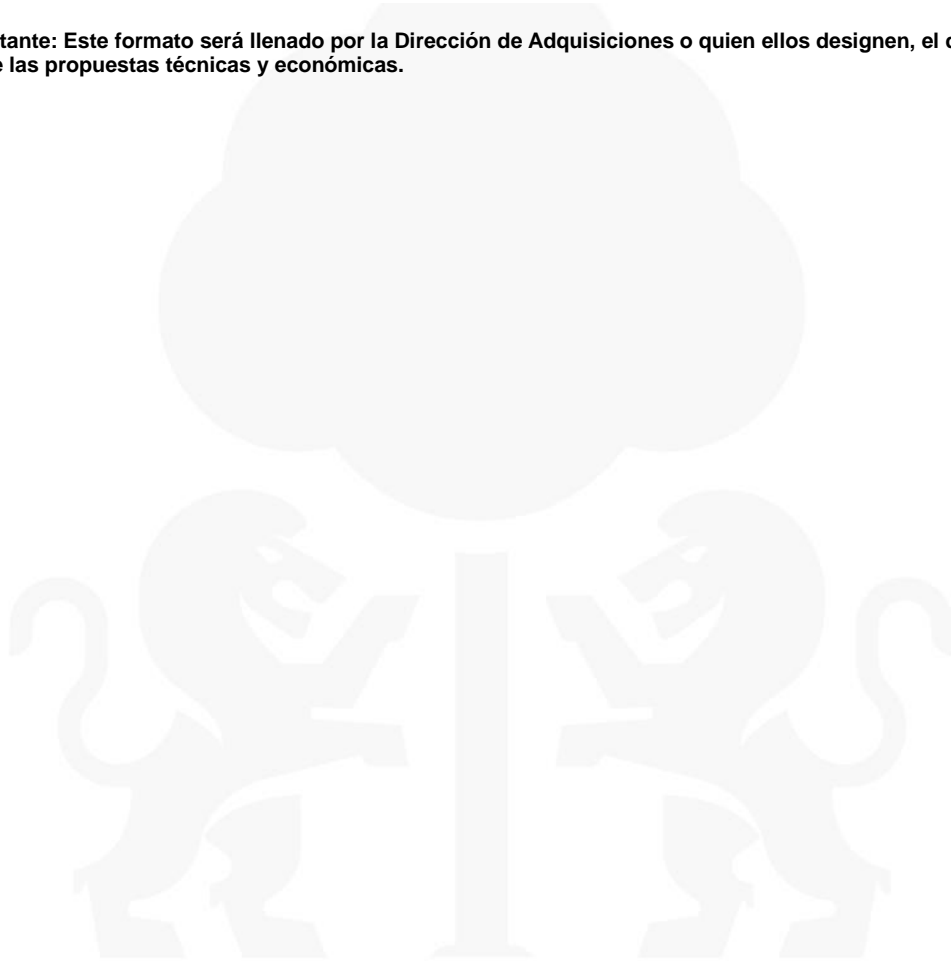 tante: Este formato será llenado por la Dirección de Adquisiciones o quien ellos designen, el
e las propuestas técnicas y económicas.